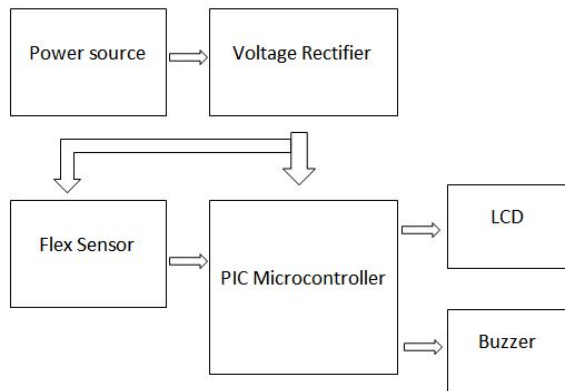 Power source
Voltage Rectifier
Flex Sensor
PIC Microcontroller
LCD
Buzzer